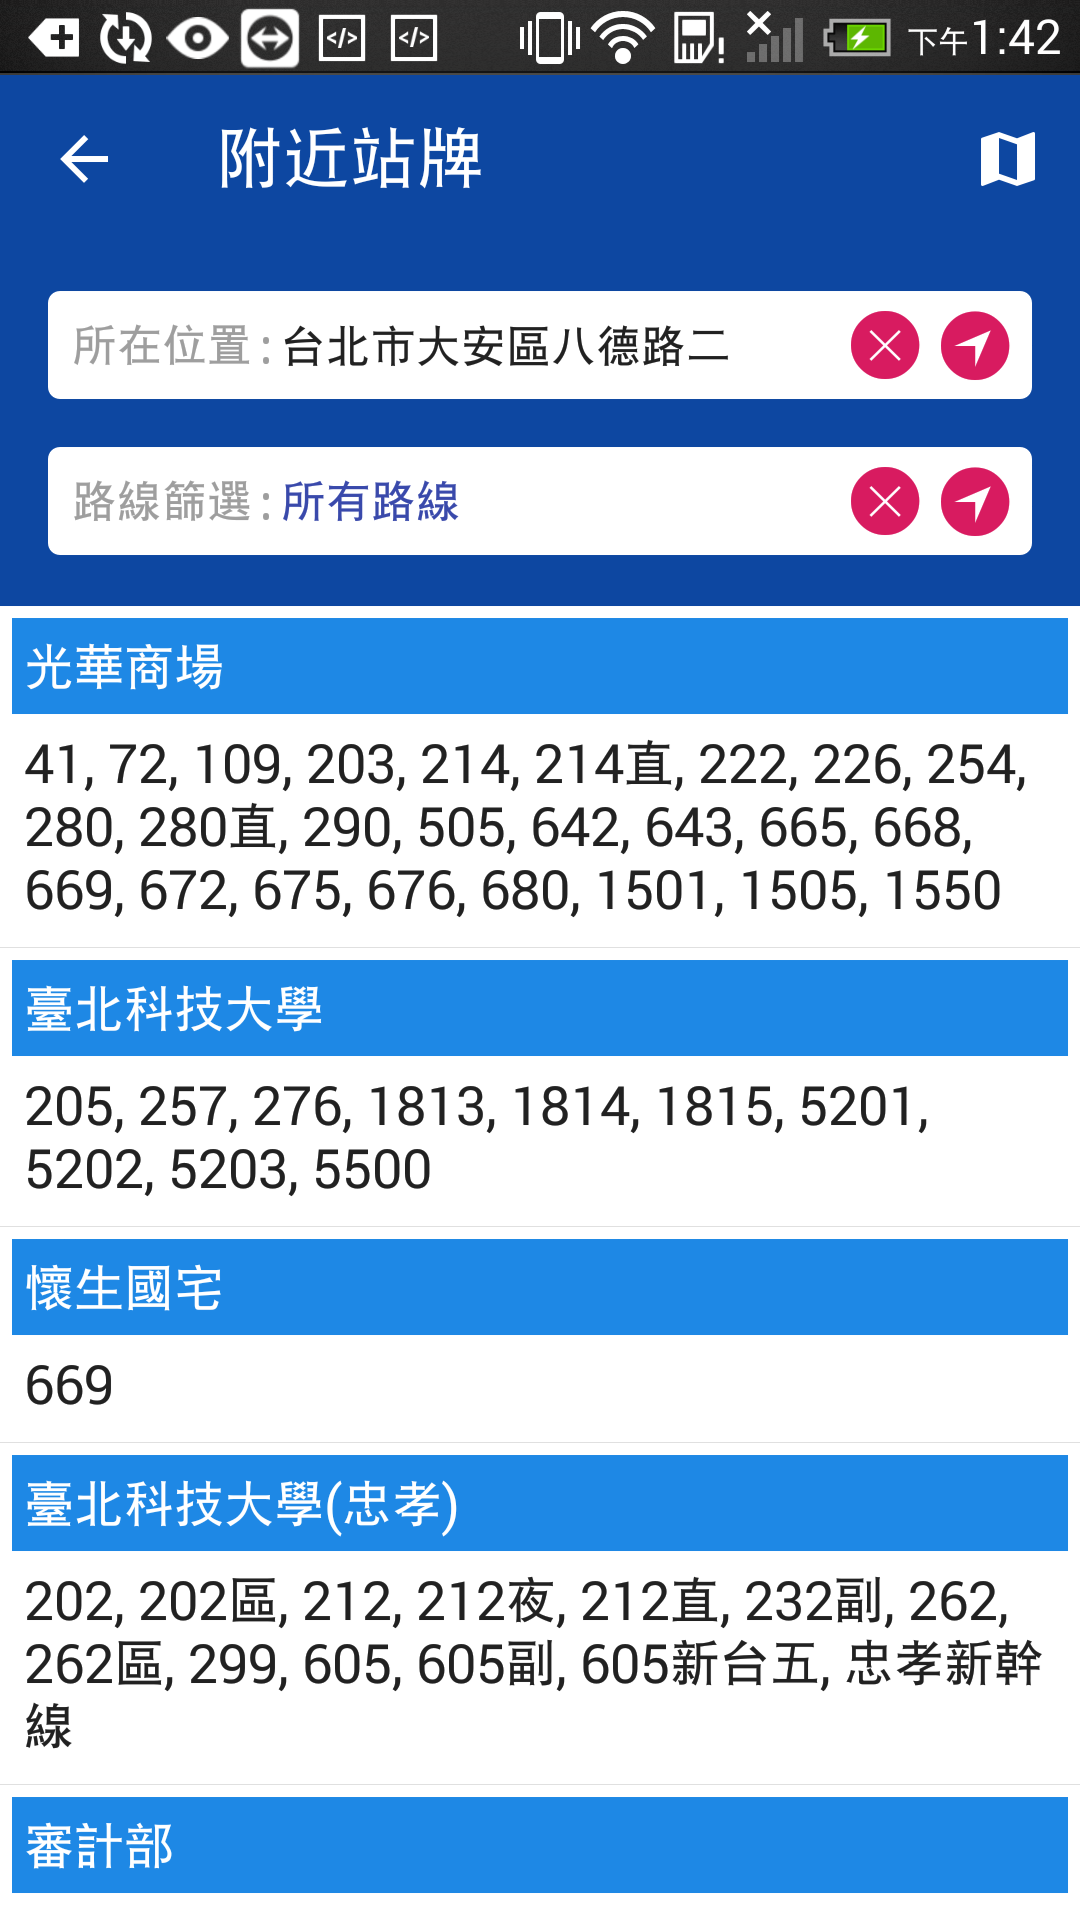 下午1:42
附近站牌
所在位置:台北市大安區八德路二
路線篩選:所有路線
光華商場
41, 72, 109, 203, 214, 214直, 222, 226, 254,
280, 280直, 290, 505, 642, 643, 665, 668,
669, 672, 675, 676, 680, 1501, 1505, 1550
臺北科技大學
205, 257, 276, 1813, 1814, 1815, 5201,
5202, 5203, 5500
懷生國宅
669
臺北科技大學(忠孝)
202, 202區, 212, 212夜, 212直, 232副, 262,
262區, 299, 605, 605副, 605新台五, 忠孝新幹
線
審計部